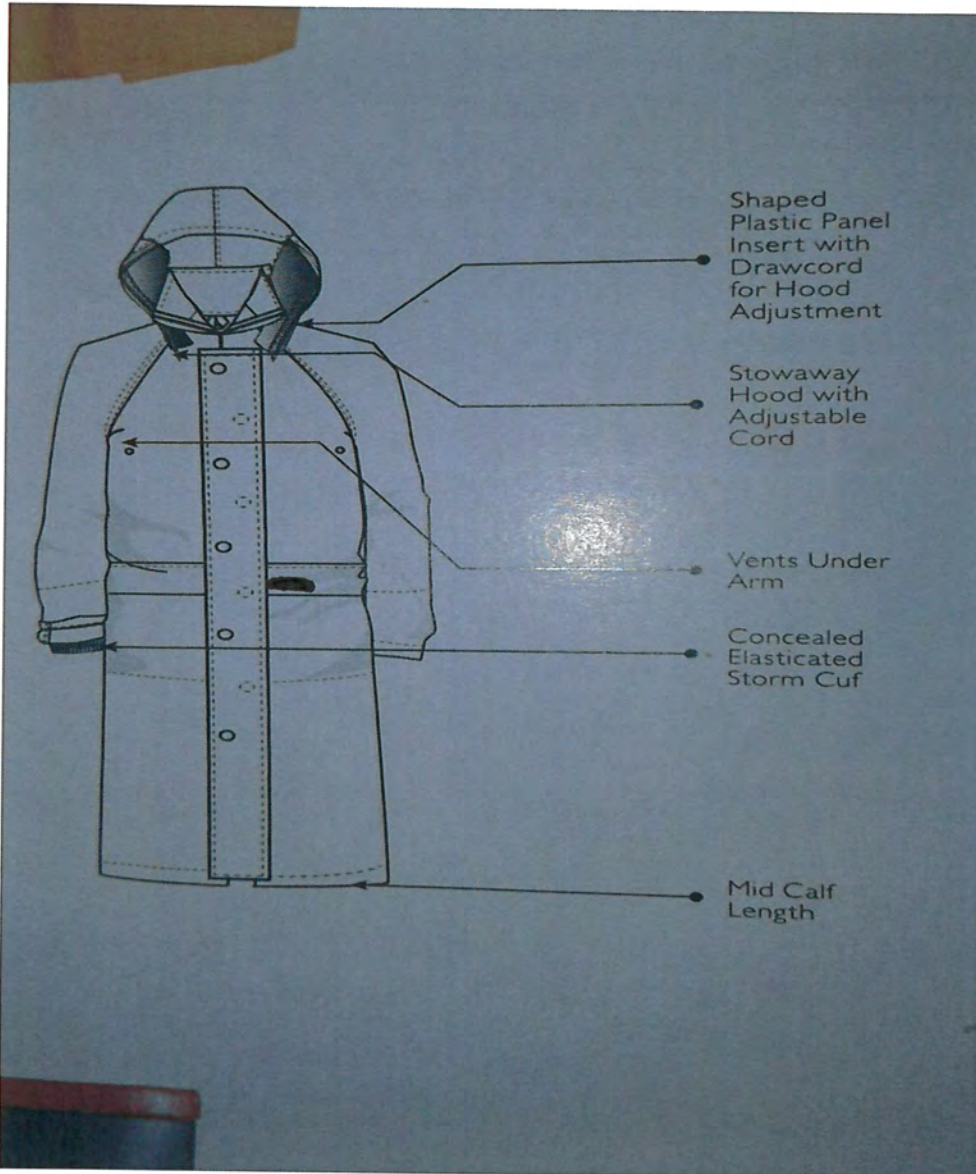 Shaped
Plastic Panel
Insert with
Drawcord
for Hood
Adjustment
Stowaway
Hood with
Adjustable
Cord
Vents Under
Arm
Concealed
Elasticated
Storm Cuf
Mid Calf
Length